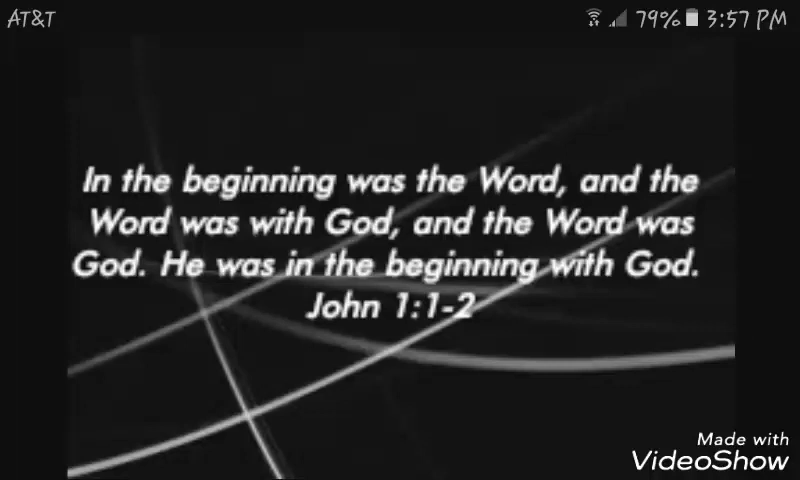 AT&T 79% 3:57 PM
In the beginning was the Word, and the
Word was with God, and the Word was
God. He was in the beginning with God.
John 1:1-2
Made with
VideoShow